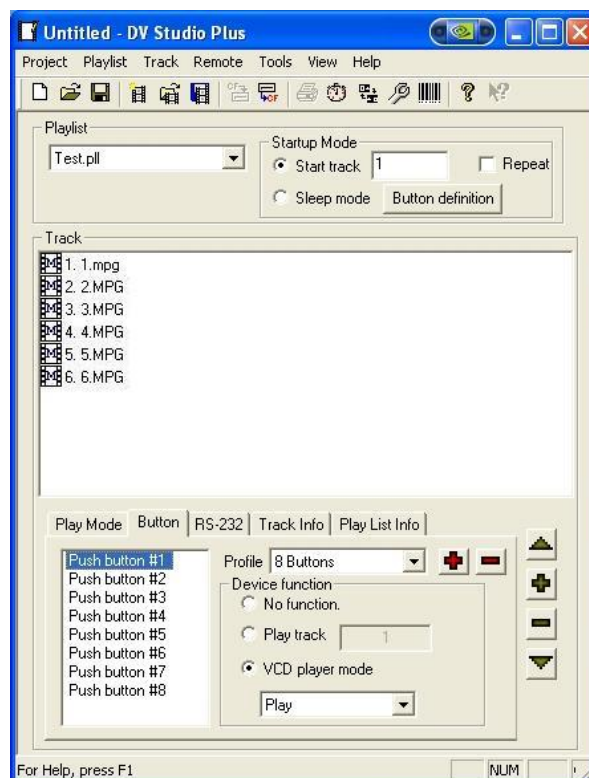 Untitled - DV Studio Plus
Project Playlist Track Remote Tools View Help
Playlist
Test.pll
Startup Mode
Start track 1 Repeat
Sleep mode Button definition
Track
1. 1.mpg
2. 2.MPG
3. 3.MPG
4. 4.MPG
5. 5.MPG
6. 6.MPG
Play Mode Button RS-232 Track Info Play List Info
Push button #1
Push button #2
Push button #3
Push button #4
Push button #5
Push button #6
Push button #7
Push button #8
Profile 8 Buttons
Device function
No function.
Play track 1
VCD player mode
Play
For Help, press F1 NUM